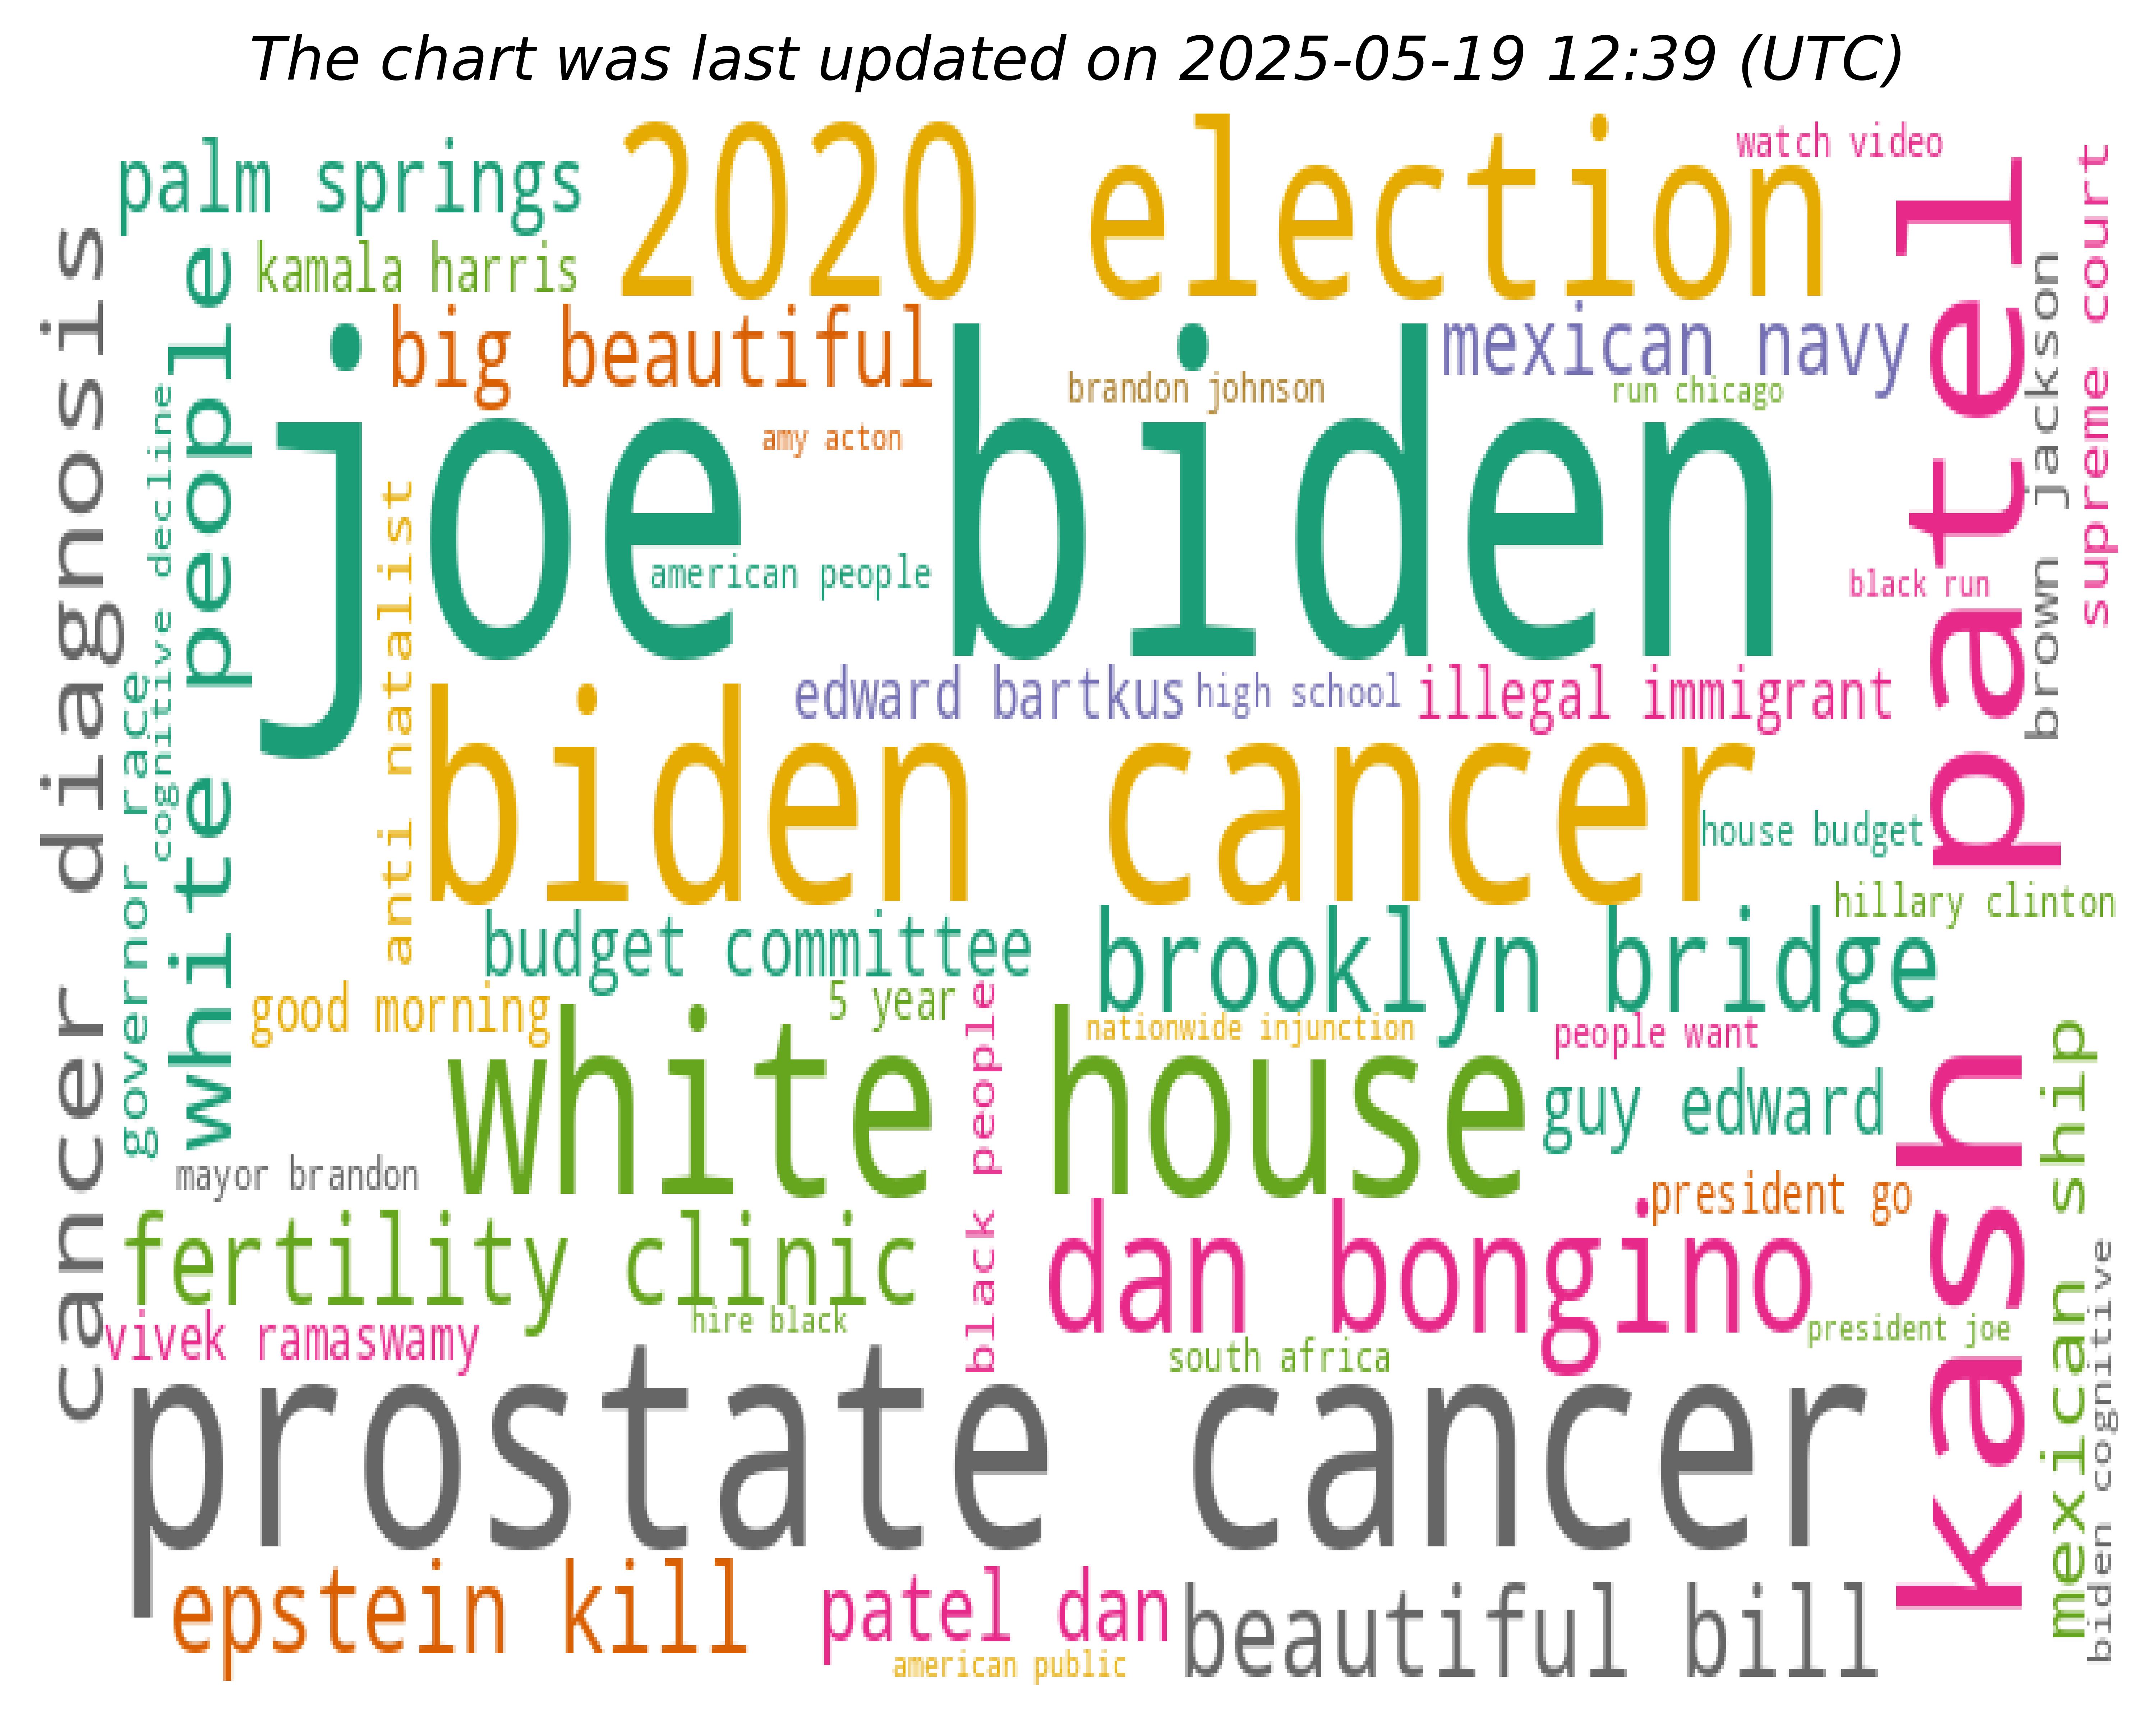 The chart was last updated on 2025-05-19 12:39 (UTC)
palm springs
2020 election
watch video
kamala harris
big beautiful
mexican navy
brandon johnson
run chicago
joe biden
amy acton
american people
black run
edward bartkus
high school
illegal immigrant
biden cancer
house budget
hillary clinton
budget committee
brooklyn bridge
good morning
5 year
nationwide injunction
people want
white house
guy edward
mayor brandon
president go
fertility clinic
dan bongino
hire black
vivek ramaswamy
south africa
president joe
prostate cancer
epstein kill
patel dan
beautiful bill
american public
cancer diagnosis
governor race
cognitive decline
white people
anti natalist
black people
kash patel
brown jackson
supreme court
mexican ship
biden cognitive